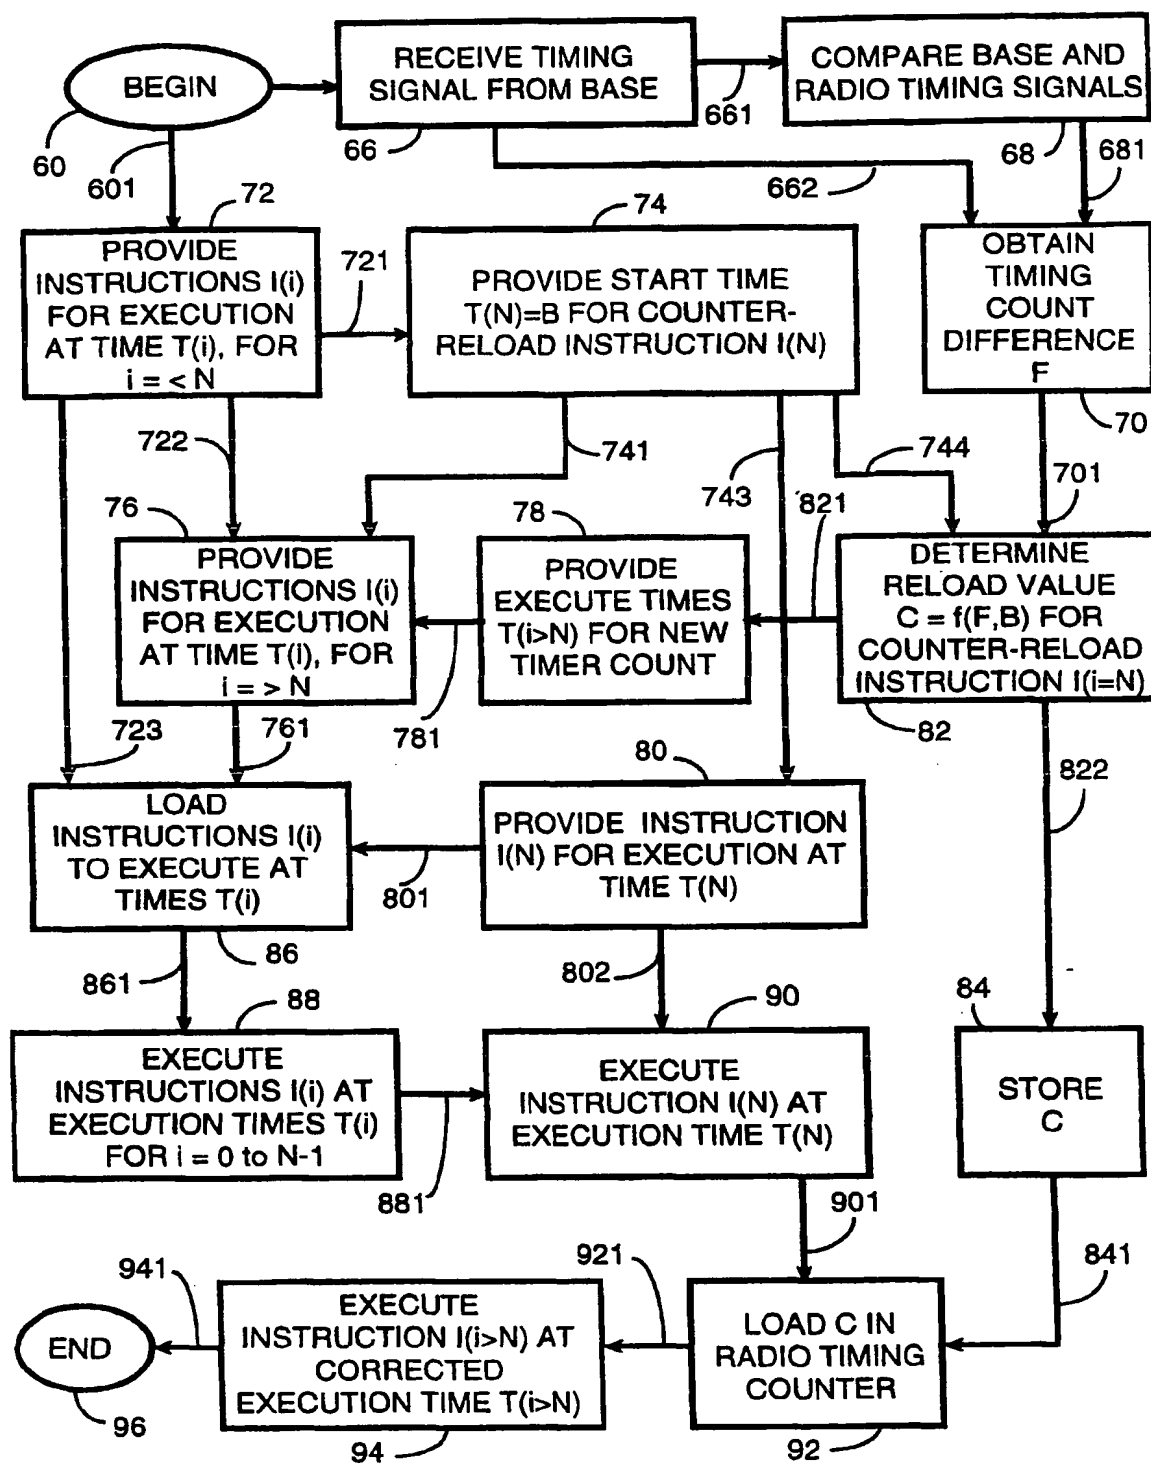 BEGIN
60
601
RECEIVE TIMING
SIGNAL FROM BASE
66
661
662
COMPARE BASE AND
RADIO TIMING SIGNALS
68
681
72
PROVIDE
INSTRUCTIONS I(i)
FOR EXECUTION
AT TIME T(i), FOR
i = < N
721
722
723
74
PROVIDE START TIME
T(N)=B FOR COUNTER-
RELOAD INSTRUCTION I(N)
741
743
744
OBTAIN
TIMING
COUNT
DIFFERENCE
F
70
701
76
PROVIDE
INSTRUCTIONS I(i)
FOR EXECUTION
AT TIME T(i), FOR
i = > N
761
78
PROVIDE
EXECUTE TIMES
T(i>N) FOR NEW
TIMER COUNT
781
821
DETERMINE
RELOAD VALUE
C = f(F,B) FOR
COUNTER-RELOAD
INSTRUCTION I(i=N)
82
822
LOAD
INSTRUCTIONS I(i)
TO EXECUTE AT
TIMES T(i)
86
861
80
PROVIDE INSTRUCTION
I(N) FOR EXECUTION AT
TIME T(N)
801
802
88
EXECUTE
INSTRUCTIONS I(i) AT
EXECUTION TIMES T(i)
FOR i = 0 to N-1
881
90
EXECUTE
INSTRUCTION I(N) AT
EXECUTION TIME T(N)
901
84
STORE
C
841
LOAD C IN
RADIO TIMING
COUNTER
92
921
EXECUTE
INSTRUCTION I(i>N) AT
CORRECTED
EXECUTION TIME T(i>N)
94
941
END
96